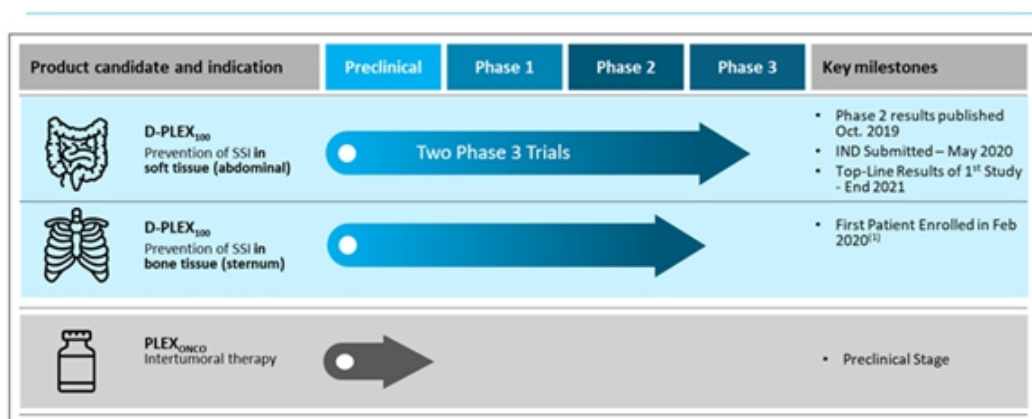 Product candidate and indication
Preclinical
Phase 1
Phase 2
Phase 3
Key milestones
D-PLEX100
Prevention of SSI in
soft tissue (abdominal)
Two Phase 3 Trials
• Phase 2 results published
Oct. 2019
• IND Submitted – May 2020
• Top-Line Results of 1st Study
- End 2021
D-PLEX100
Prevention of SSI in
bone tissue (sternum)
• First Patient Enrolled in Feb
2020(1)
PLEXONCO
Intertumoral therapy
• Preclinical Stage